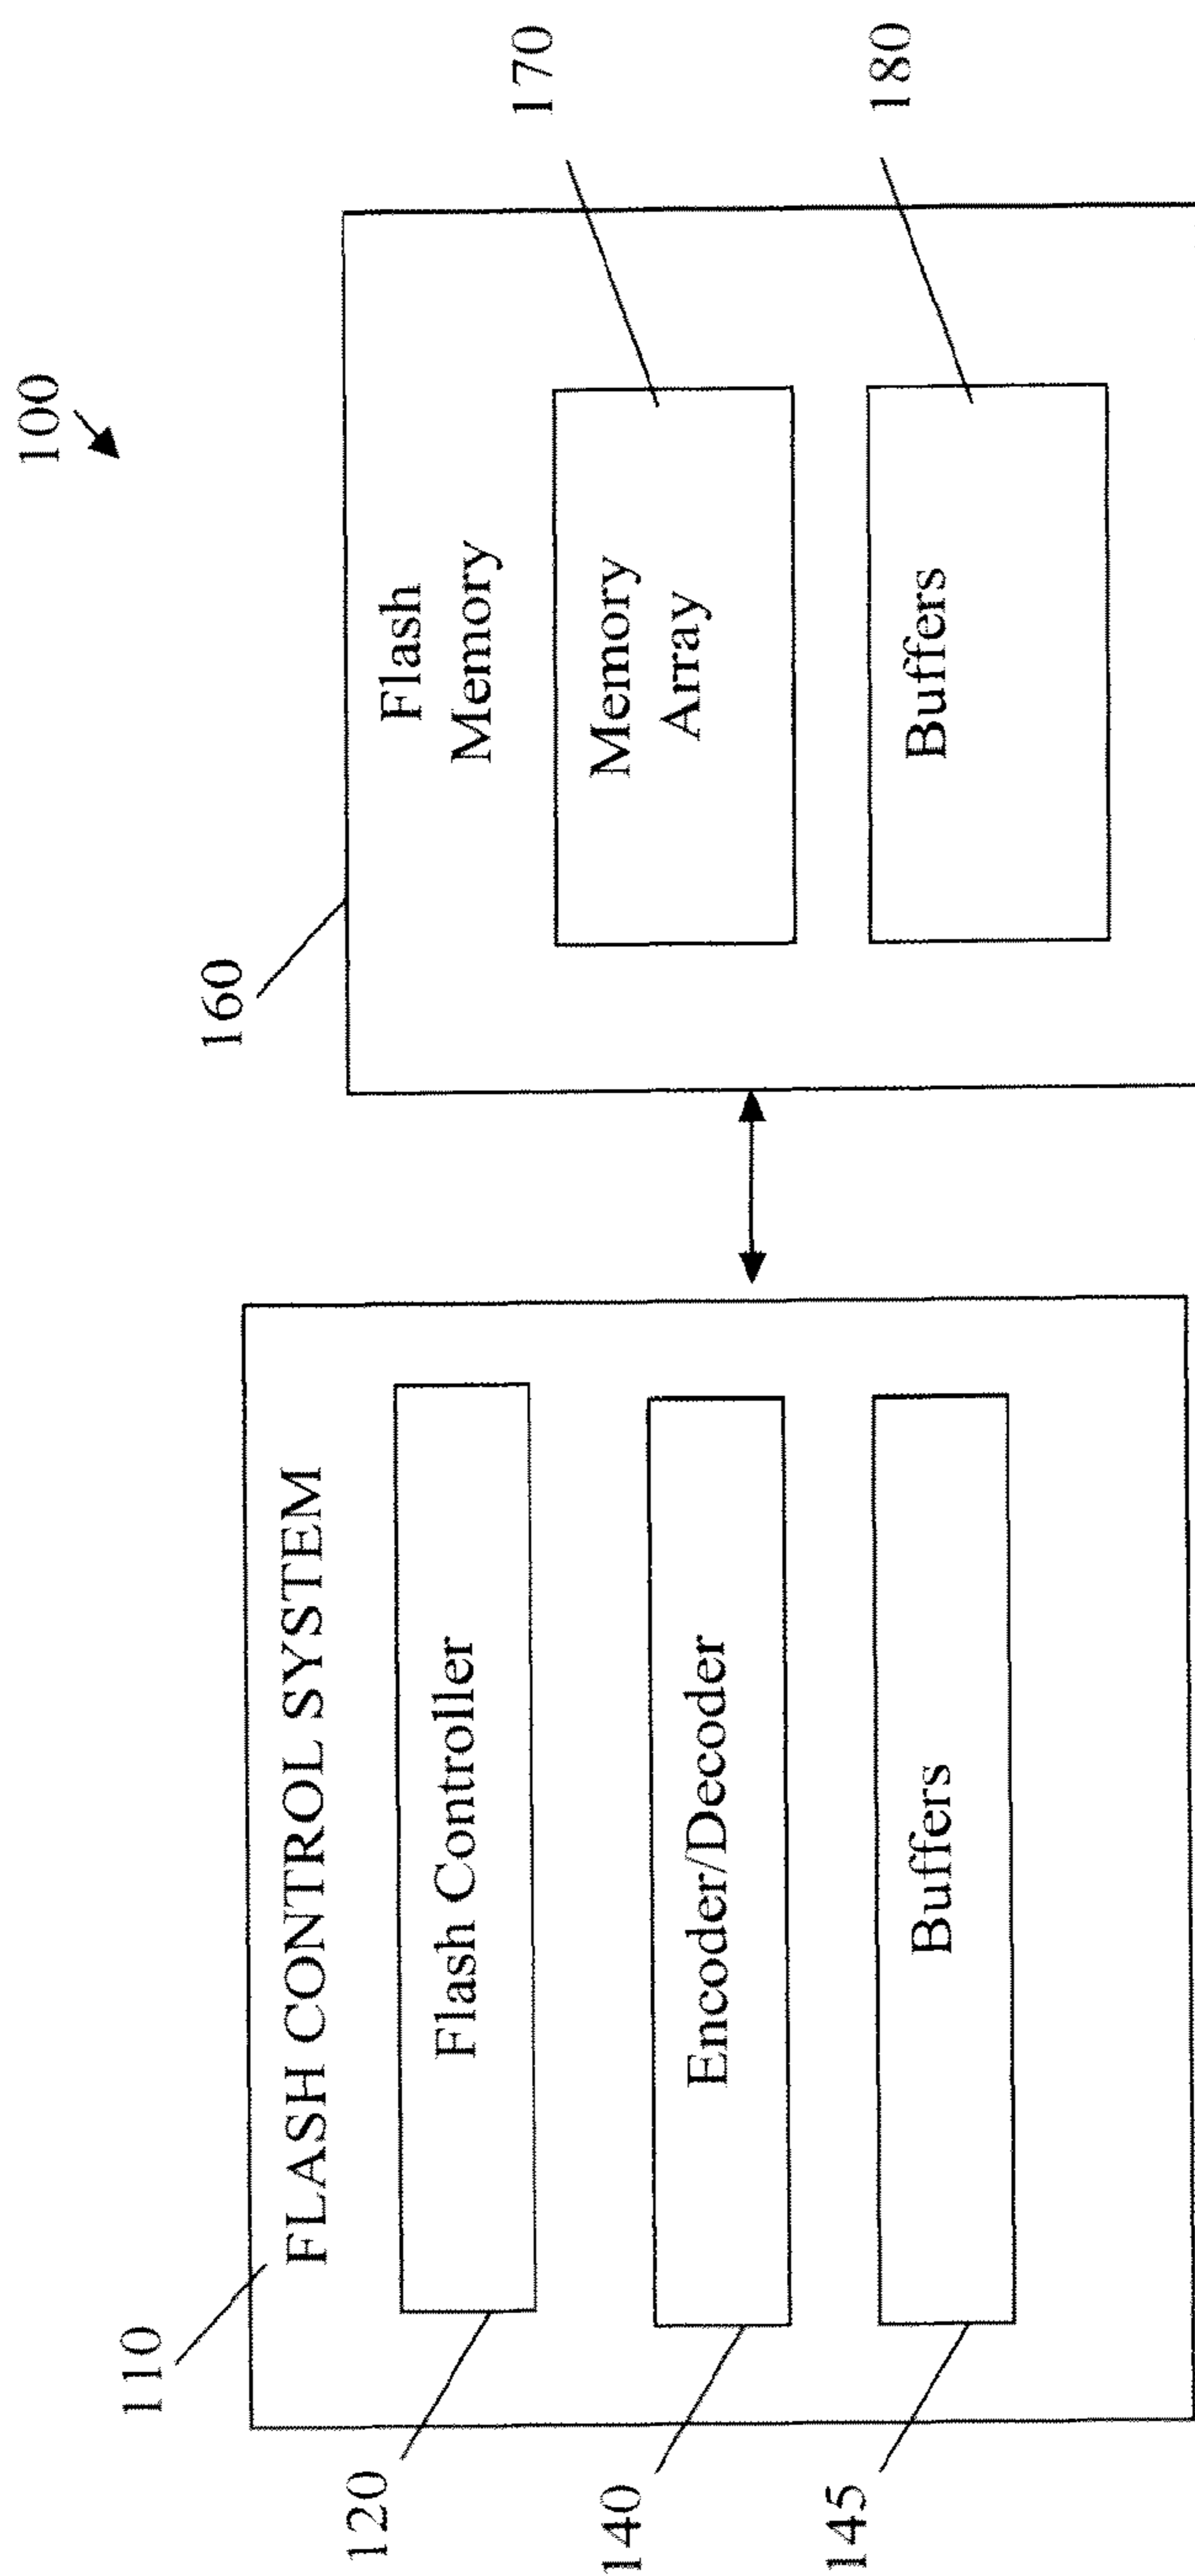 100
110
FLASH CONTROL SYSTEM
120
Flash Controller
140
Encoder/Decoder
145
Buffers
160
Flash
Memory
170
Memory
Array
180
Buffers